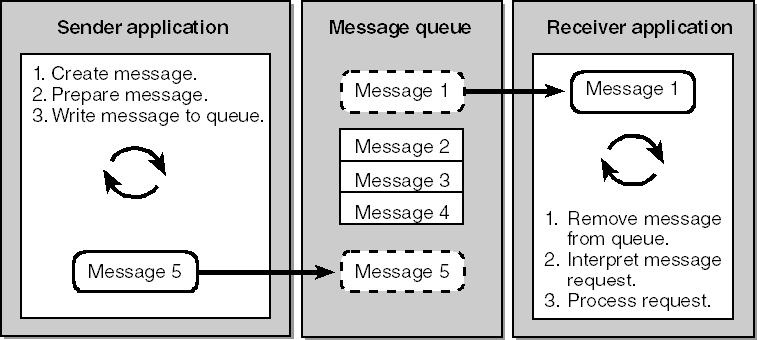 Sender application
1. Create message.
2. Prepare message.
3. Write message to queue.
Message 5
Message queue
Message 1
Message 2
Message 3
Message 4
Message 5
Receiver application
Message 1
1. Remove message
from queue.
2. Interpret message
request.
3. Process request.